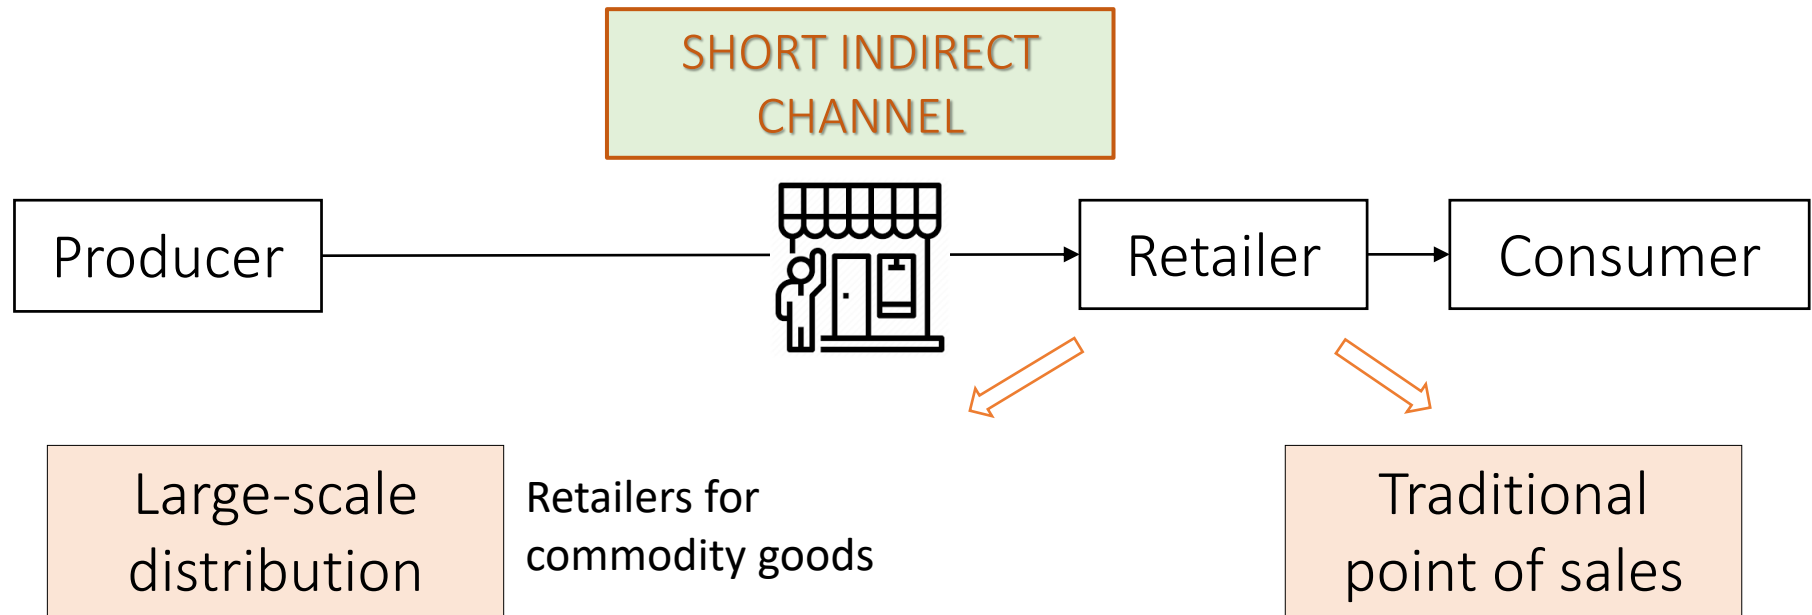 SHORT INDIRECT
CHANNEL
Producer
Retailer
Consumer
Large-scale
distribution
Retailers for
commodity goods
Traditional
point of sales